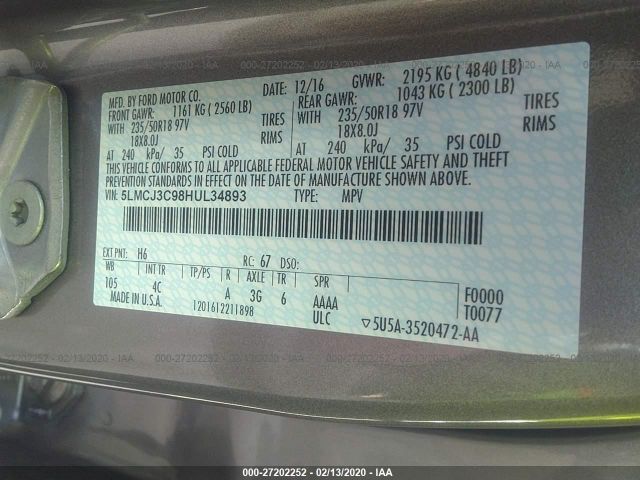 000-27202252 - 02/13/2020 - IAA
MFD. BY FORD MOTOR CO. DATE: 12/16 GVWR: 2195 KG ( 4840 LB)
FRONT GAWR: 1161 KG ( 2560 LB) REAR GAWR: 1043 KG ( 2300 LB)
WITH 235/50R18 97V TIRES WITH 235/50R18 97V TIRES
18X8.0J RIMS 18X8.0J RIMS
AT 240 kPa/ 35 PSI COLD AT 240 kPa/ 35 PSI COLD
THIS VEHICLE CONFORMS TO ALL APPLICABLE FEDERAL MOTOR VEHICLE SAFETY AND THEFT
PREVENTION STANDARDS IN EFFECT ON THE DATE OF MANUFACTURE SHOWN ABOVE.
VIN: 5LMCJ3C98HUL34893 TYPE: MPV
EXT PNT: H6 RC: 67 DSO:
WB INT TR TP/PS R AXLE TR SPR
105 4C A 3G 6 AAAA F0000
MADE IN U.S.A. 1201612211898 ULC T0077
5U5A-3520472-AA
000-27202252 - 02/13/2020 - IAA